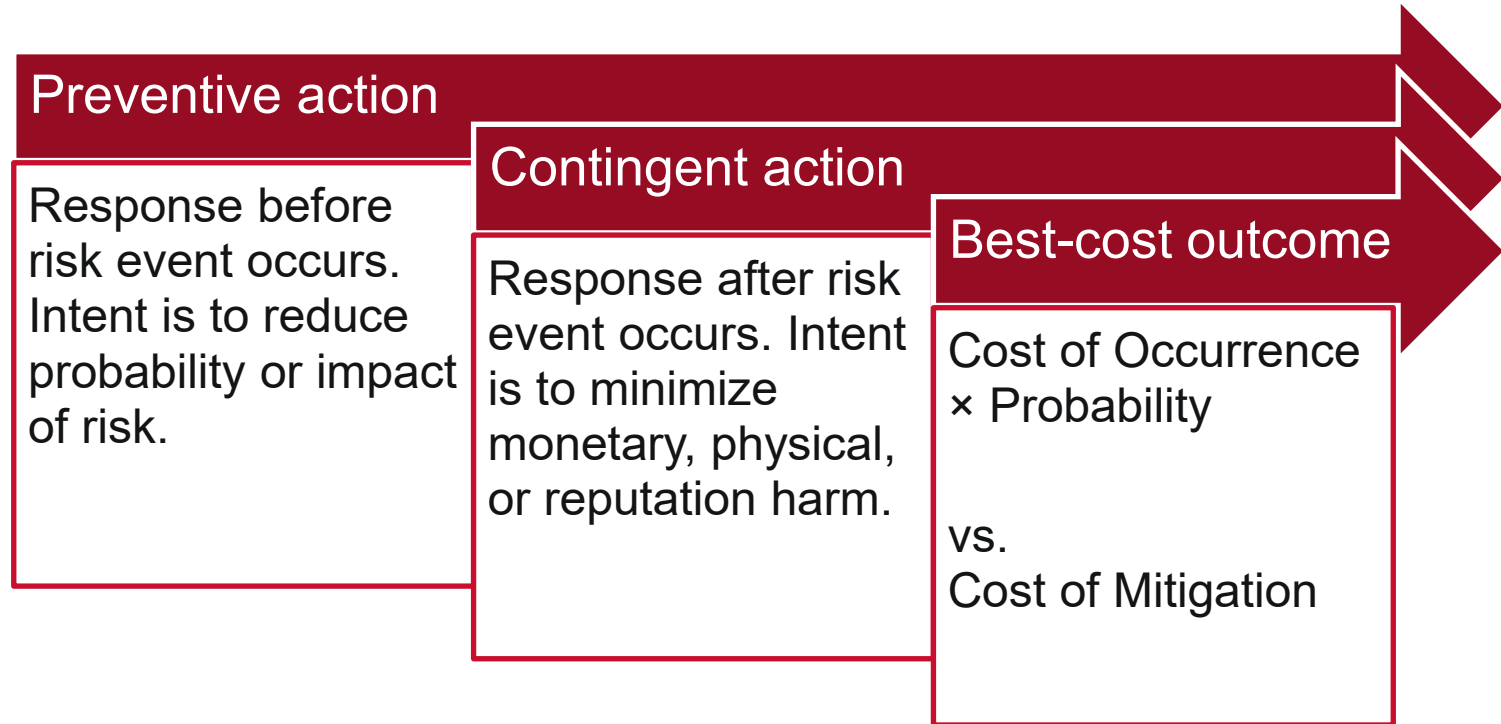 Preventive action
Response before
risk event occurs.
Intent is to reduce
probability or impact
of risk.
Contingent action
Response after risk
event occurs. Intent
is to minimize
monetary, physical,
or reputation harm.
Best-cost outcome
Cost of Occurrence
× Probability
vs.
Cost of Mitigation